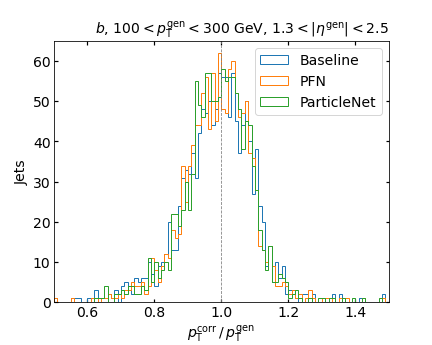 b, 100 < p_T^gen < 300 GeV, 1.3 < |η^gen| < 2.5
Baseline
PFN
ParticleNet
Jets
60
50
40
30
20
10
0
0.6 0.8 1.0 1.2 1.4
p_T^corr / p_T^gen